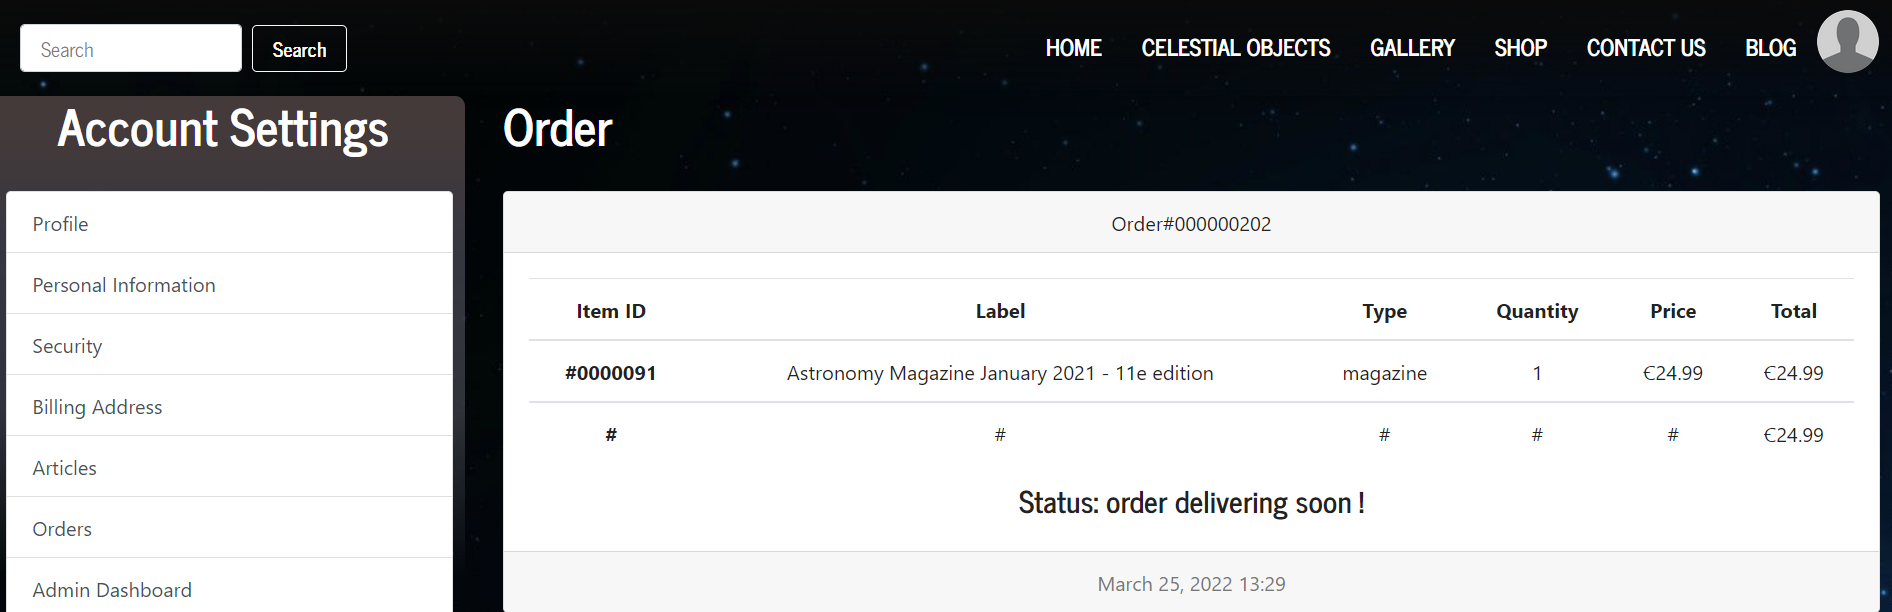 Search Search HOME CELESTIAL OBJECTS GALLERY SHOP CONTACT US BLOG
Account Settings
Profile
Personal Information
Security
Billing Address
Articles
Orders
Admin Dashboard
Order
Order#000000202
Item ID Label Type Quantity Price Total
#0000091 Astronomy Magazine January 2021 - 11e edition magazine 1 €24.99 €24.99
# # # # # €24.99
Status: order delivering soon !
March 25, 2022 13:29